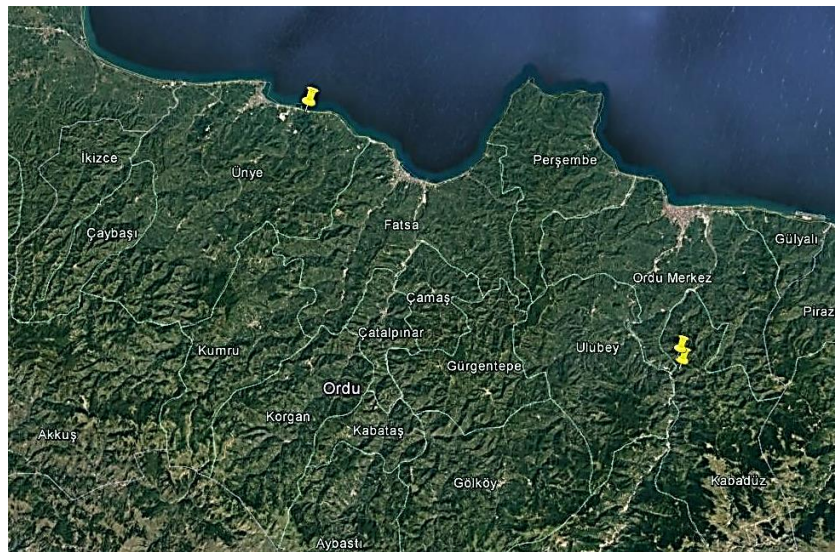 İkizce
Ünye
Perşembe
Çaybaşı
Fatsa
Gülyalı
Ordu Merkez
Çamaş
Piraz
Çatalpınar
Kumru
Ulubey
Gürgentepe
Ordu
Korgan
Kabataş
Akkuş
Gölköy
Kabadüz
Aybastı